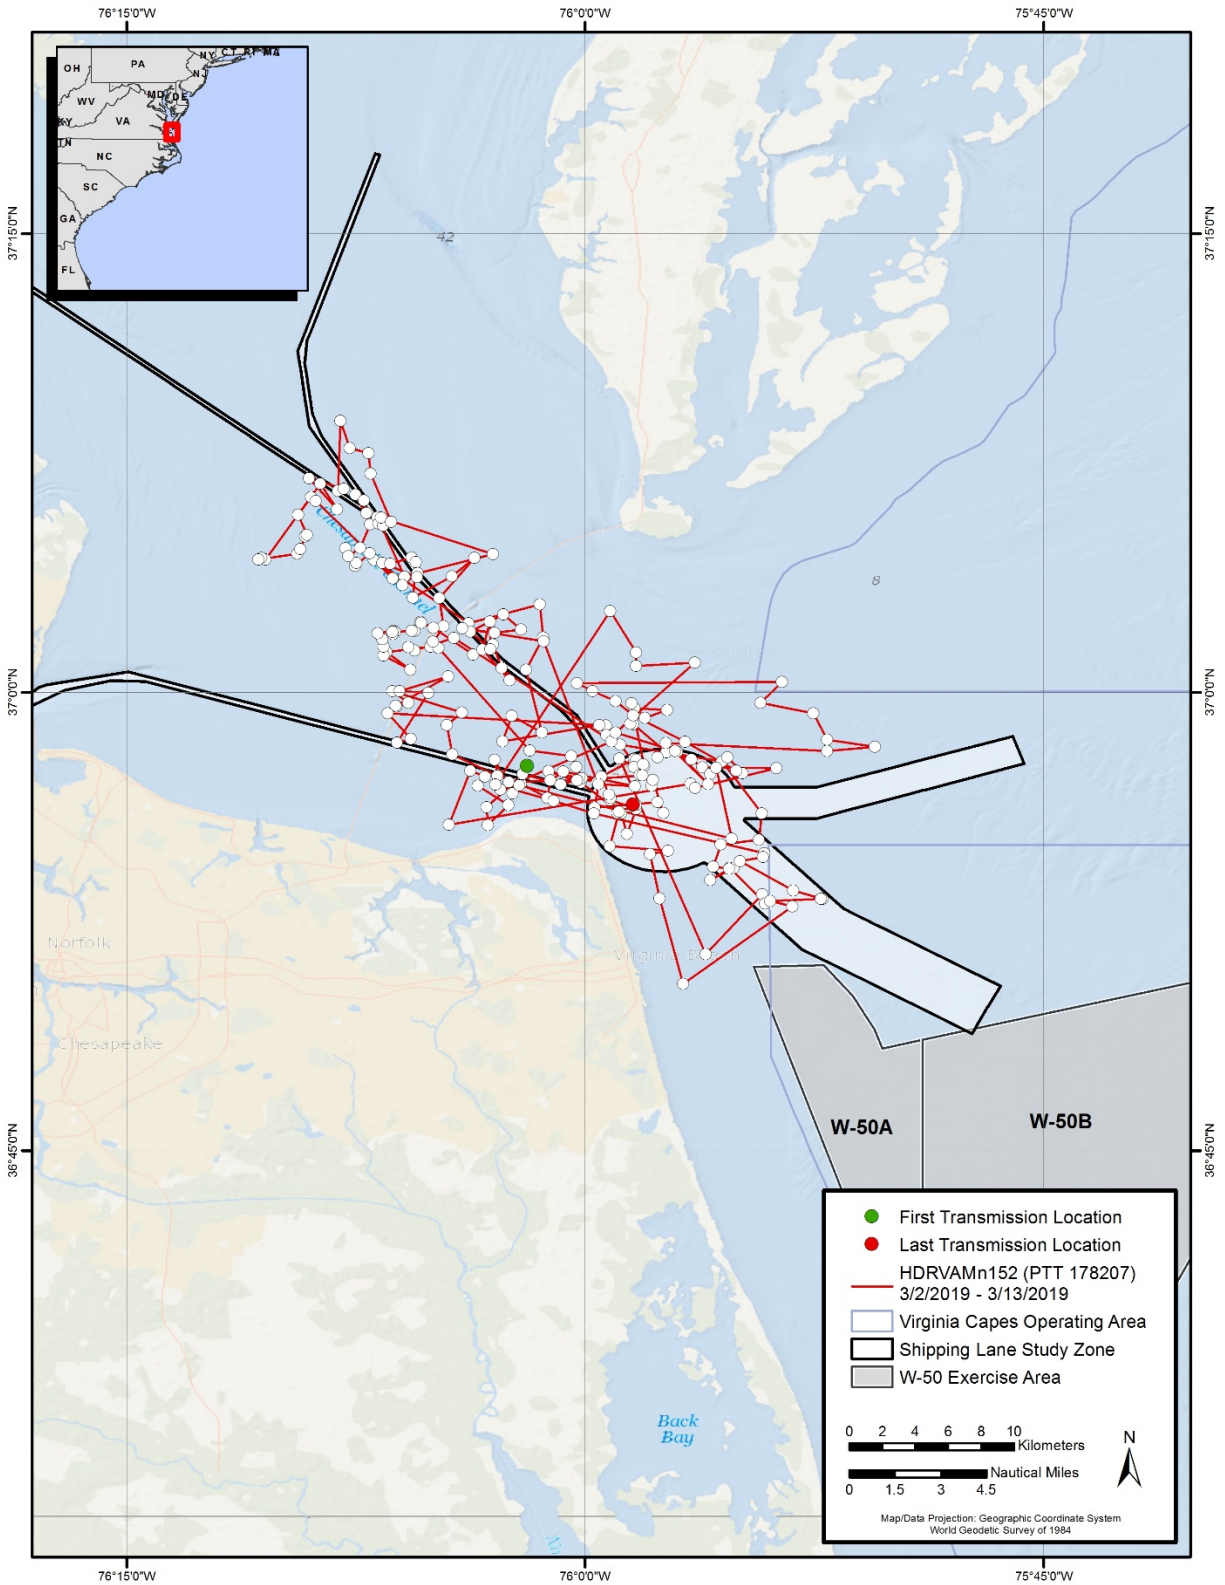 76°15'0"W
76°0'0"W
75°45'0"W
NY
CT
RI
MA
OH
PA
NJ
MD
DE
WV
KY
VA
TN
NC
SC
GA
FL
37°15'0"N
37°15'0"N
42
8
37°0'0"N
37°0'0"N
Norfolk
Virginia Beach
Chesapeake
W-50A
W-50B
36°45'0"N
36°45'0"N
First Transmission Location
Last Transmission Location
HDRVAMn152 (PTT 178207)
3/2/2019 - 3/13/2019
Virginia Capes Operating Area
Shipping Lane Study Zone
W-50 Exercise Area
Back
Bay
0 2 4 6 8 10
Kilometers
N
Nautical Miles
0 1.5 3 4.5
Map/Data Projection: Geographic Coordinate System
World Geodetic Survey of 1984
76°15'0"W
76°0'0"W
75°45'0"W